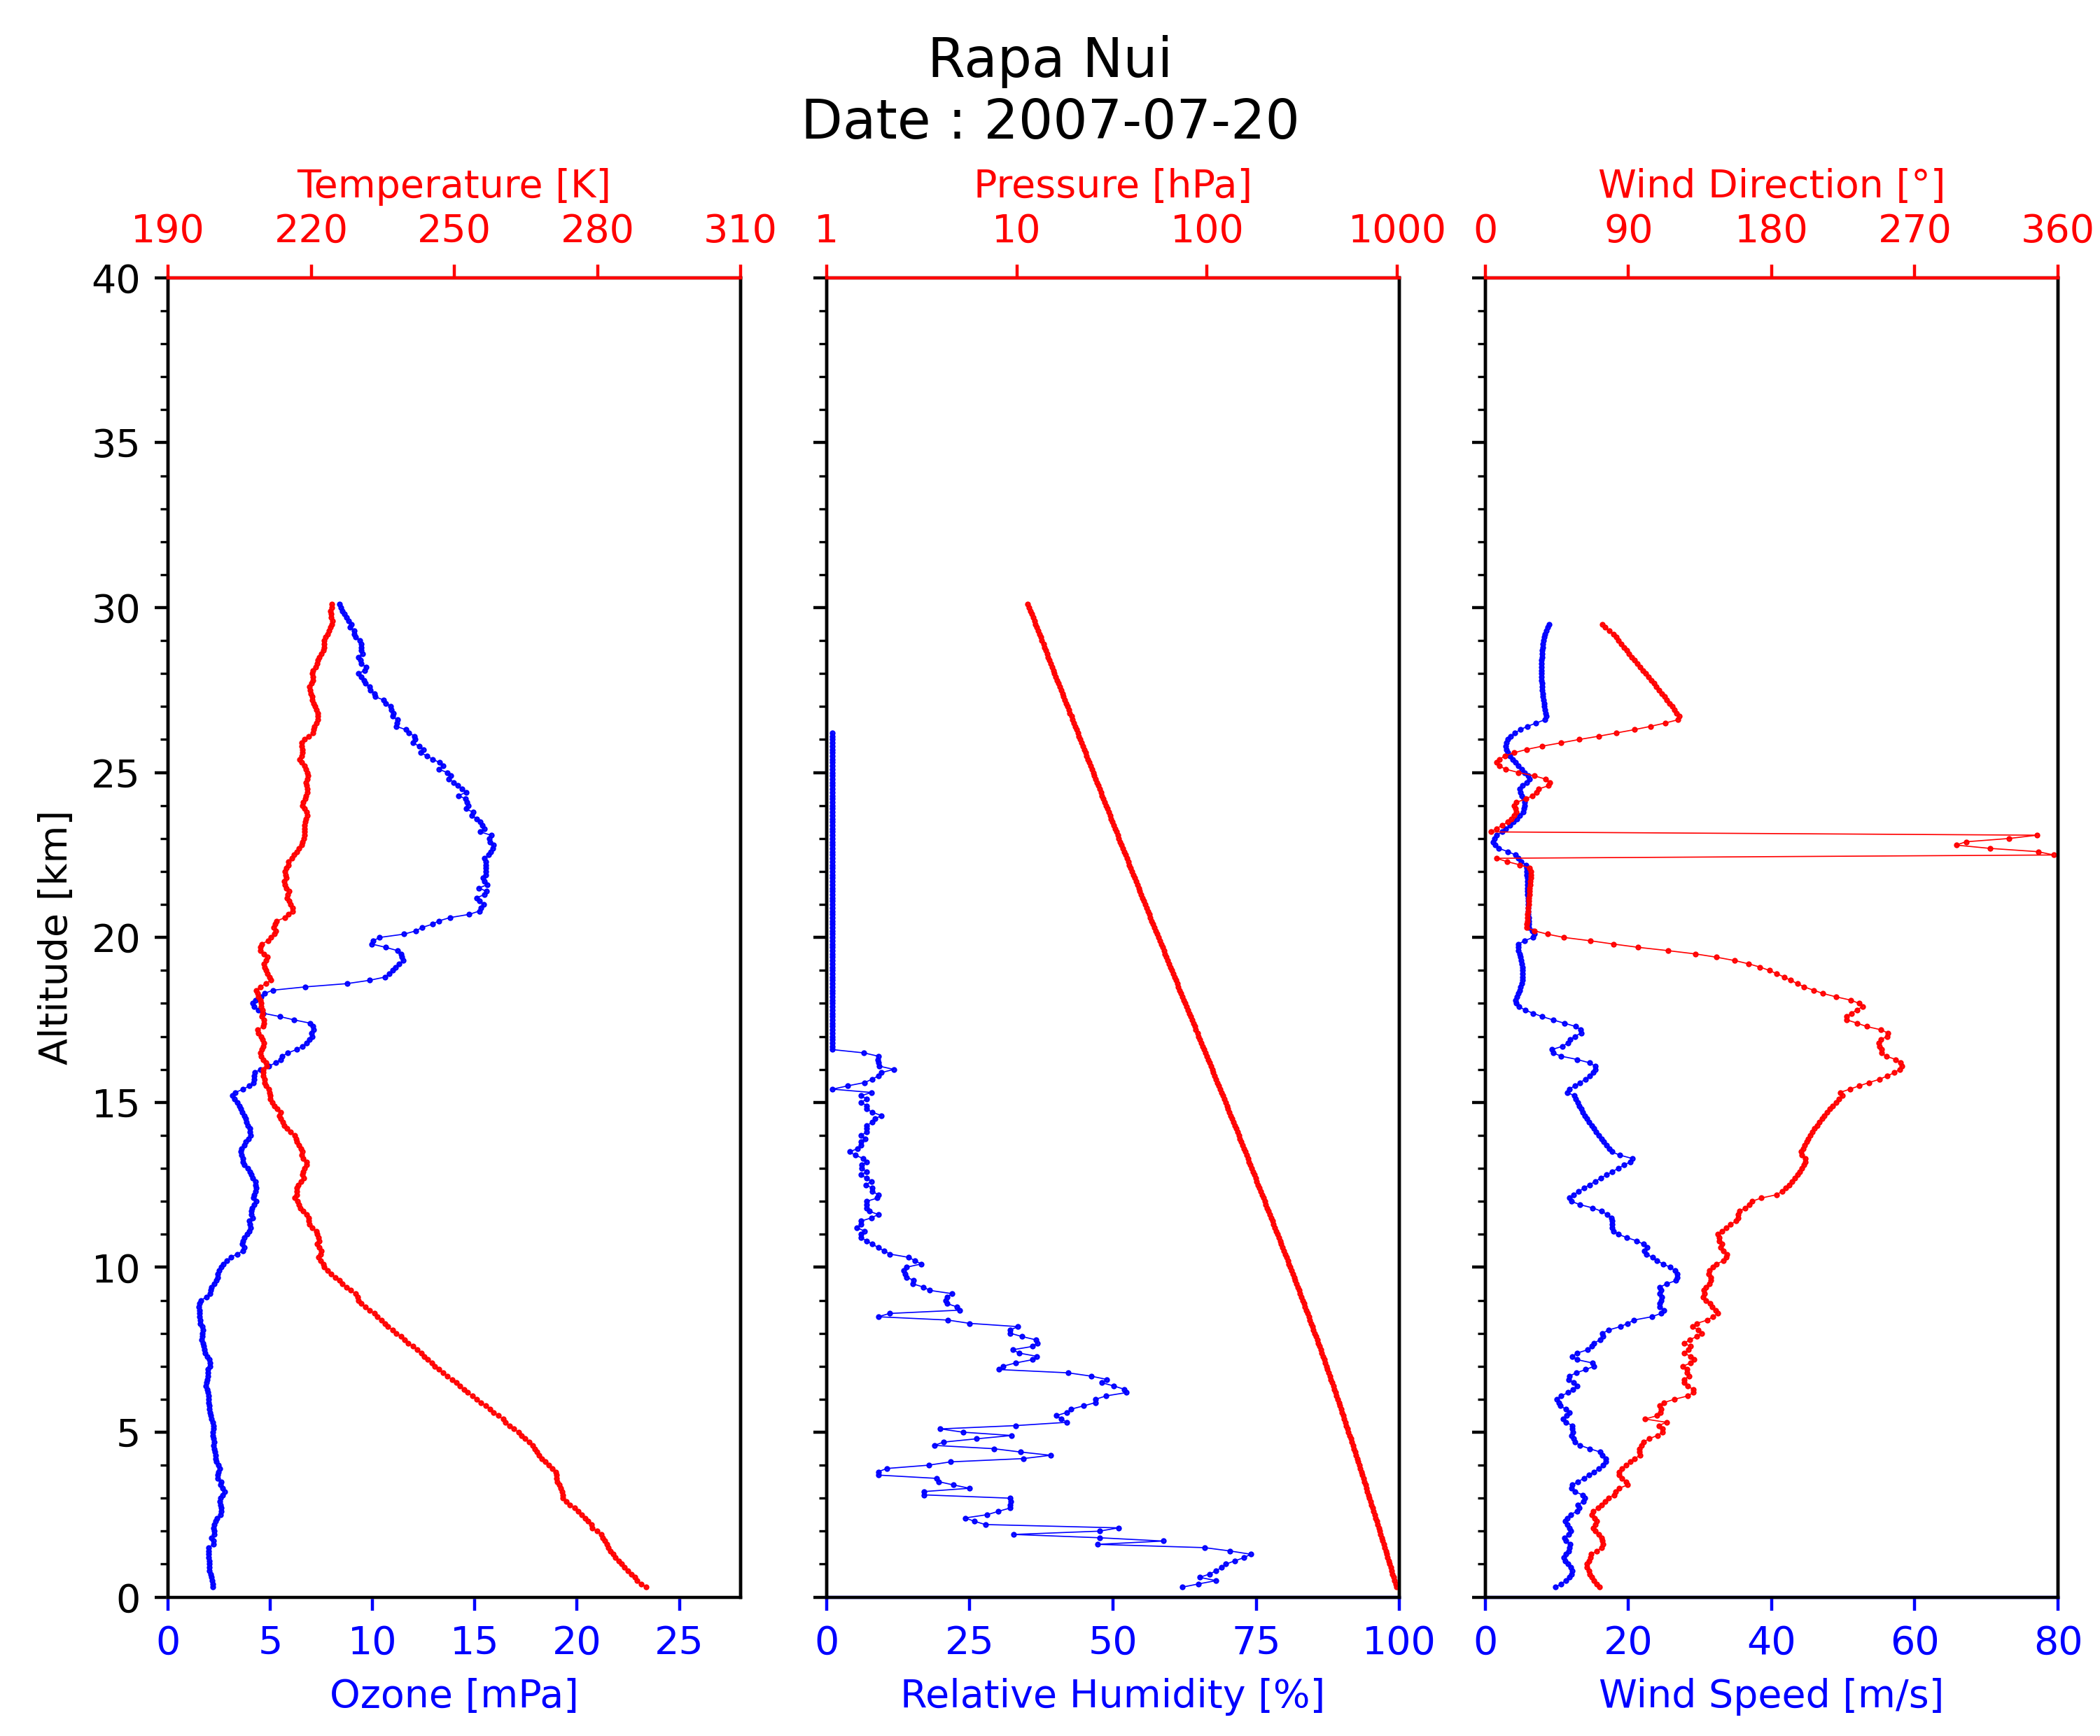 Rapa Nui
Date : 2007-07-20
Temperature [K]
190 220 250 280 310
Pressure [hPa]
1 10 100 1000
Wind Direction [°]
0 90 180 270 360
Altitude [km]
40
35
30
25
20
15
10
5
0
0 5 10 15 20 25
Ozone [mPa]
0 25 50 75 100
Relative Humidity [%]
0 20 40 60 80
Wind Speed [m/s]